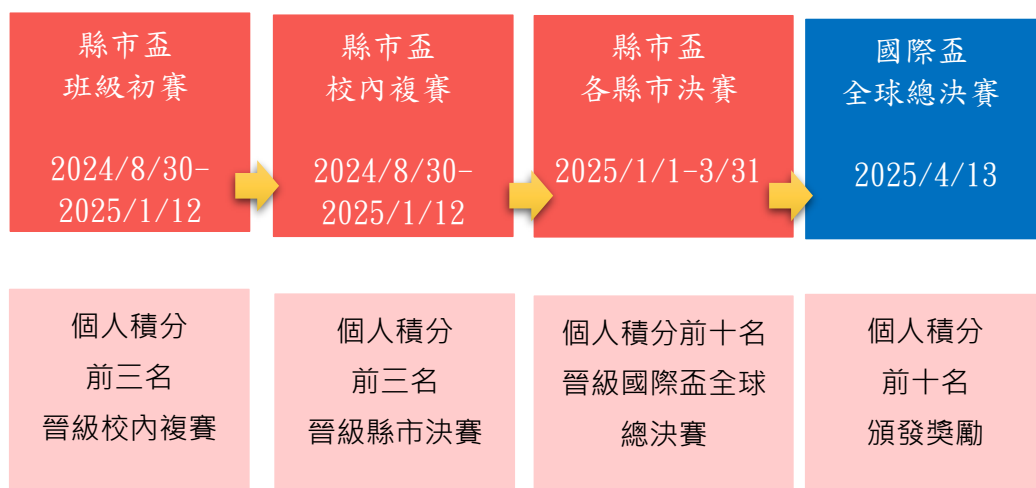 縣市盃
班級初賽
2024/8/30-
2025/1/12
縣市盃
校內複賽
2024/8/30-
2025/1/12
縣市盃
各縣市決賽
2025/1/1-3/31
國際盃
全球總決賽
2025/4/13
個人積分
前三名
晉級校內複賽
個人積分
前三名
晉級縣市決賽
個人積分前十名
晉級國際盃全球
總決賽
個人積分
前十名
頒發獎勵